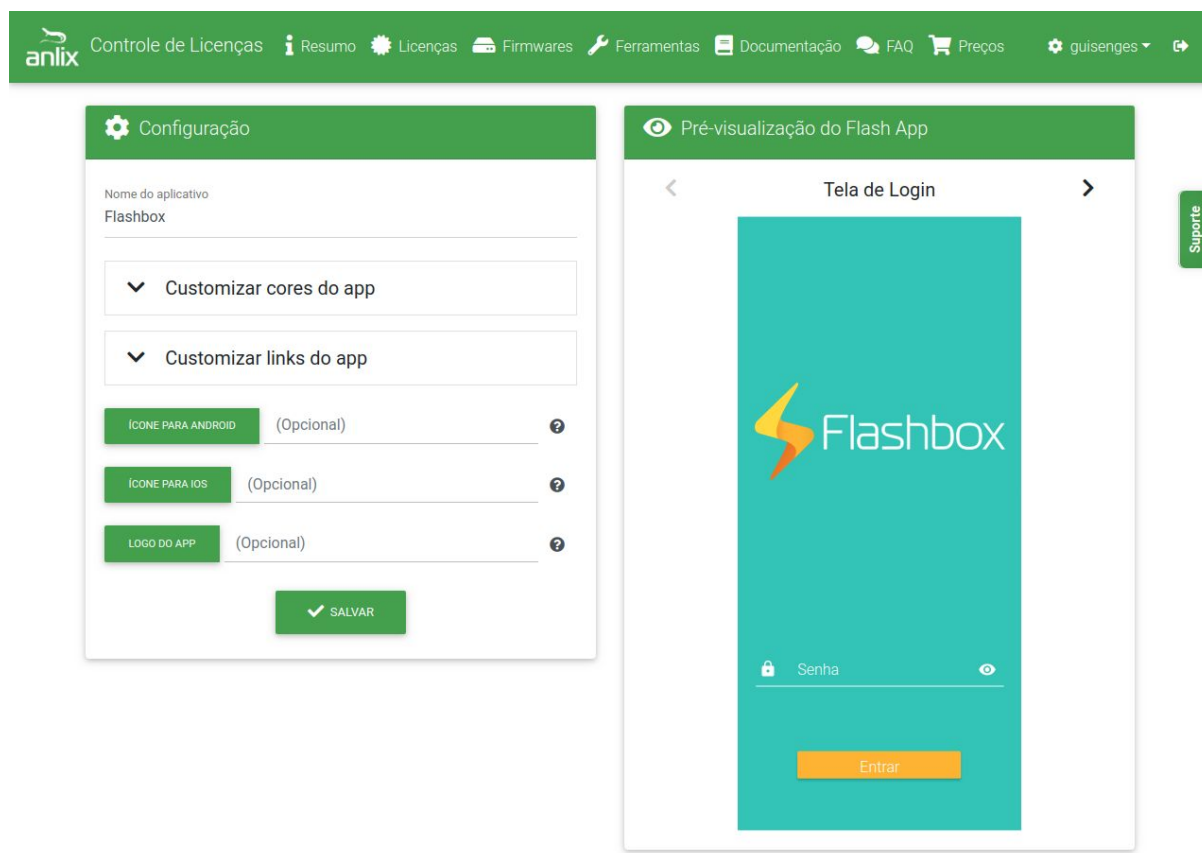 anlix
Controle de Licenças Resumo Licenças Firmwares Ferramentas Documentação FAQ Preços guisenges
Configuração
Nome do aplicativo
Flashbox
Customizar cores do app
Customizar links do app
ÍCONE PARA ANDROID (Opcional)
ÍCONE PARA IOS (Opcional)
LOGO DO APP (Opcional)
SALVAR
Pré-visualização do Flash App
Tela de Login
Flashbox
Senha
Entrar
Suporte